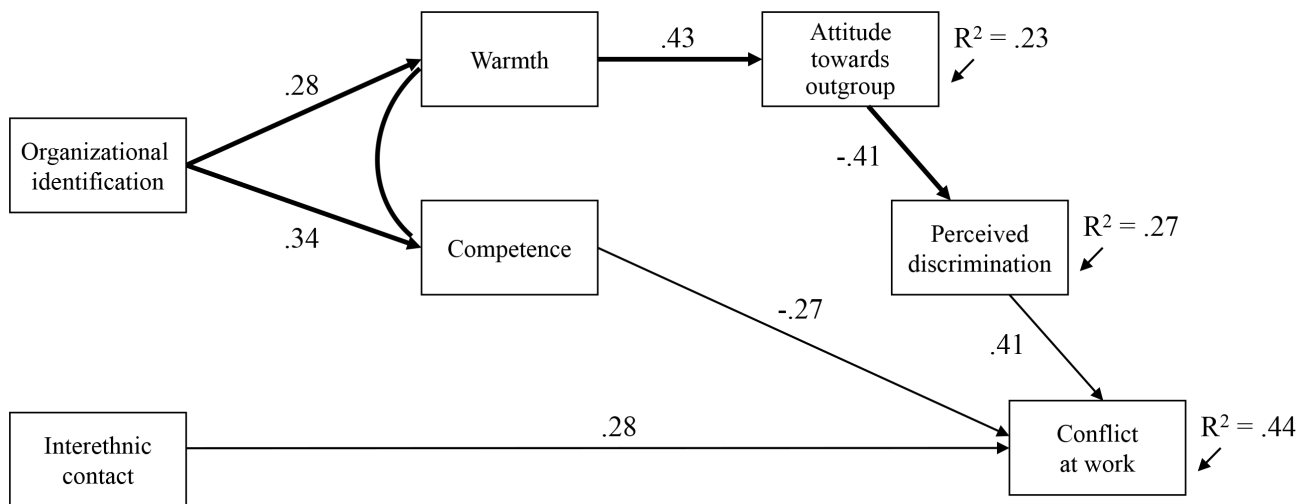 Warmth
.43
Attitude
towards
outgroup
R² = .23
.28
Organizational
identification
-.41
.34
Competence
Perceived
discrimination
R² = .27
-.27
.41
Interethnic
contact
.28
Conflict
at work
R² = .44